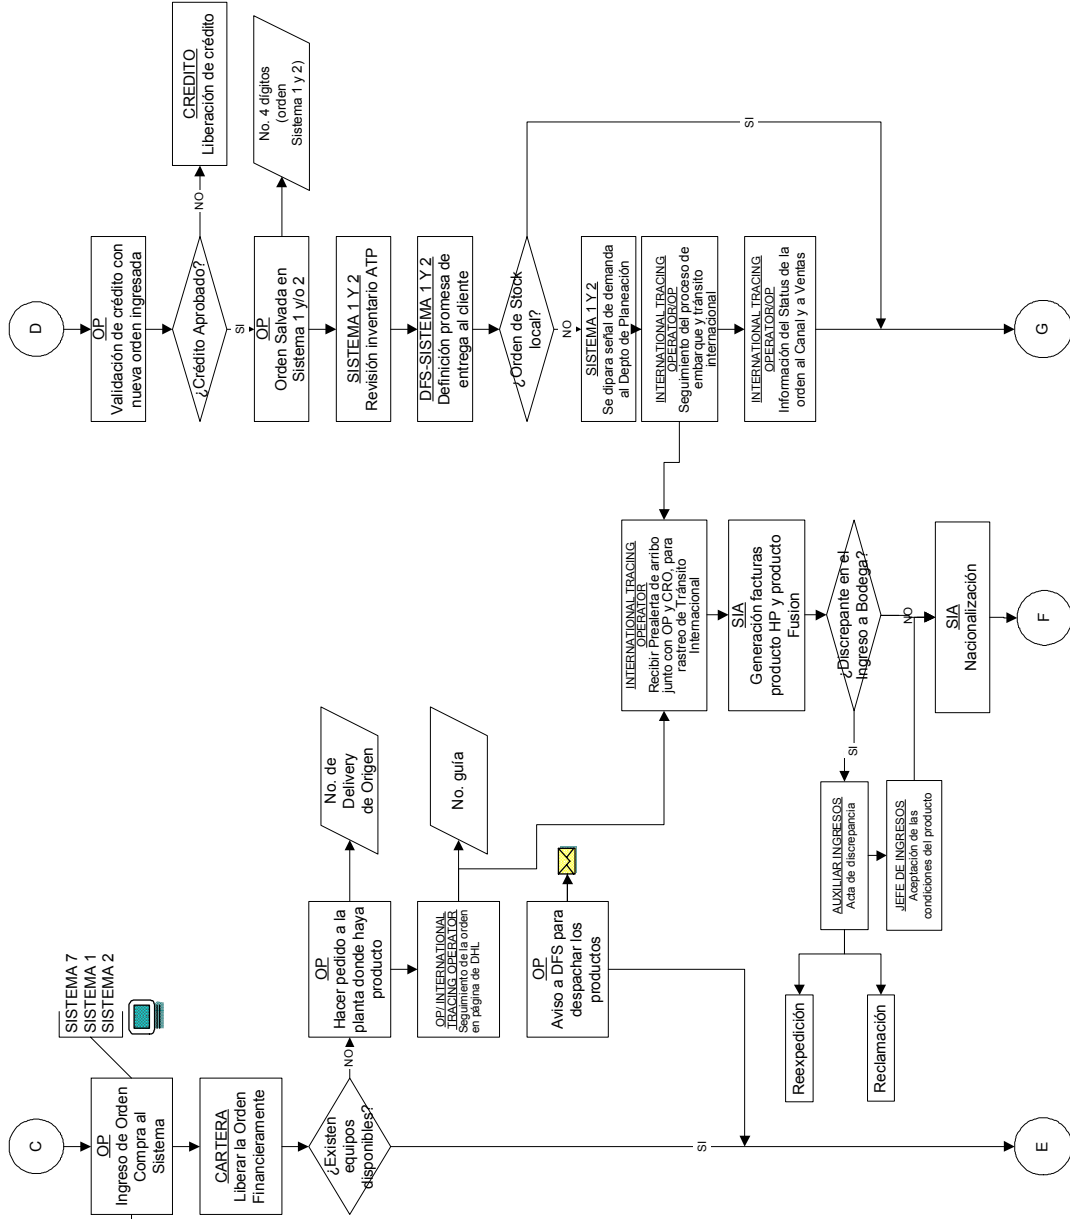 C
OP
Ingreso de Orden
Compra al
Sistema
SISTEMA 7
SISTEMA 1
SISTEMA 2
CARTERA
Liberar la Orden
Financieramente
¿Existen
equipos
disponibles?
NO
SI
OP
Hacer pedido a la
planta donde haya
producto
No. de
Delivery
de Origen
OP/ INTERNATIONAL
TRACING OPERATOR
Seguimiento de la orden
en página de DHL
No. guía
OP
Aviso a DFS para
despachar los
productos
E
D
OP
Validación de crédito con
nueva orden ingresada
¿Crédito Aprobado?
NO
CREDITO
Liberación de crédito
SI
OP
Orden Salvada en
Sistema 1 y/o 2
No. 4 dígitos
(orden
Sistema 1 y 2)
SISTEMA 1 Y 2
Revisión inventario ATP
DFS-SISTEMA 1 Y 2
Definición promesa de
entrega al cliente
¿Orden de Stock
local?
SI
NO
SISTEMA 1 Y 2
Se dipara señal de demanda
al Depto de Planeación
INTERNATIONAL TRACING
OPERATOR/OP
Seguimiento del proceso de
embarque y tránsito
internacional
INTERNATIONAL TRACING
OPERATOR/OP
Información del Status de la
orden al Canal y a Ventas
G
INTERNATIONAL TRACING
OPERATOR
Recibir Prealerta de arribo
junto con OP y CRO, para
rastreo de Tránsito
Internacional
SIA
Generación facturas
producto HP y producto
Fusion
¿Discrepante en el
Ingreso a Bodega?
SI
NO
AUXILIAR INGRESOS
Acta de discrepancia
JEFE DE INGRESOS
Aceptación de las
condiciones del producto
Reexpedición
Reclamación
SIA
Nacionalización
F